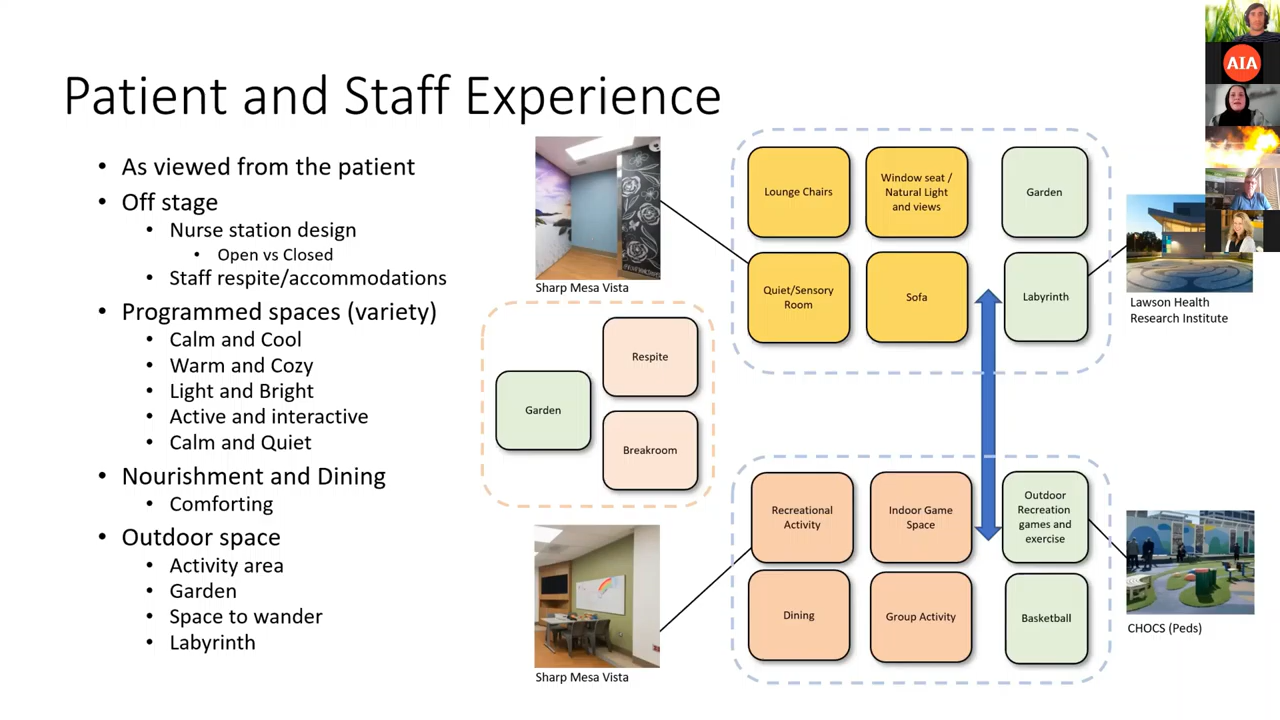 Patient and Staff Experience
• As viewed from the patient
• Off stage
• Nurse station design
• Open vs Closed
• Staff respite/accommodations
• Programmed spaces (variety)
• Calm and Cool
• Warm and Cozy
• Light and Bright
• Active and interactive
• Calm and Quiet
• Nourishment and Dining
• Comforting
• Outdoor space
• Activity area
• Garden
• Space to wander
• Labyrinth
Sharp Mesa Vista
Garden
Respite
Breakroom
Sharp Mesa Vista
Lounge Chairs
Window seat /
Natural Light
and views
Garden
Quiet/Sensory
Room
Sofa
Labyrinth
Lawson Health
Research Institute
Recreational
Activity
Indoor Game
Space
Outdoor
Recreation
games and
exercise
Dining
Group Activity
Basketball
CHOCS (Peds)
AIA